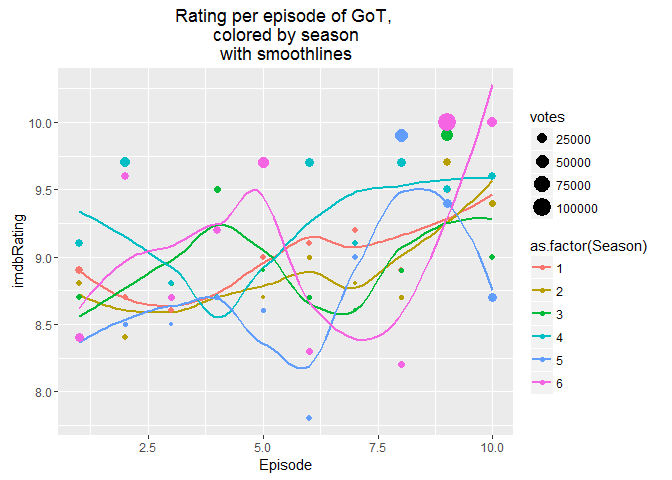 Rating per episode of GoT,
colored by season
with smoothlines
imdbRating
10.0
9.5
9.0
8.5
8.0
2.5
5.0
7.5
10.0
Episode
votes
25000
50000
75000
100000
as.factor(Season)
1
2
3
4
5
6